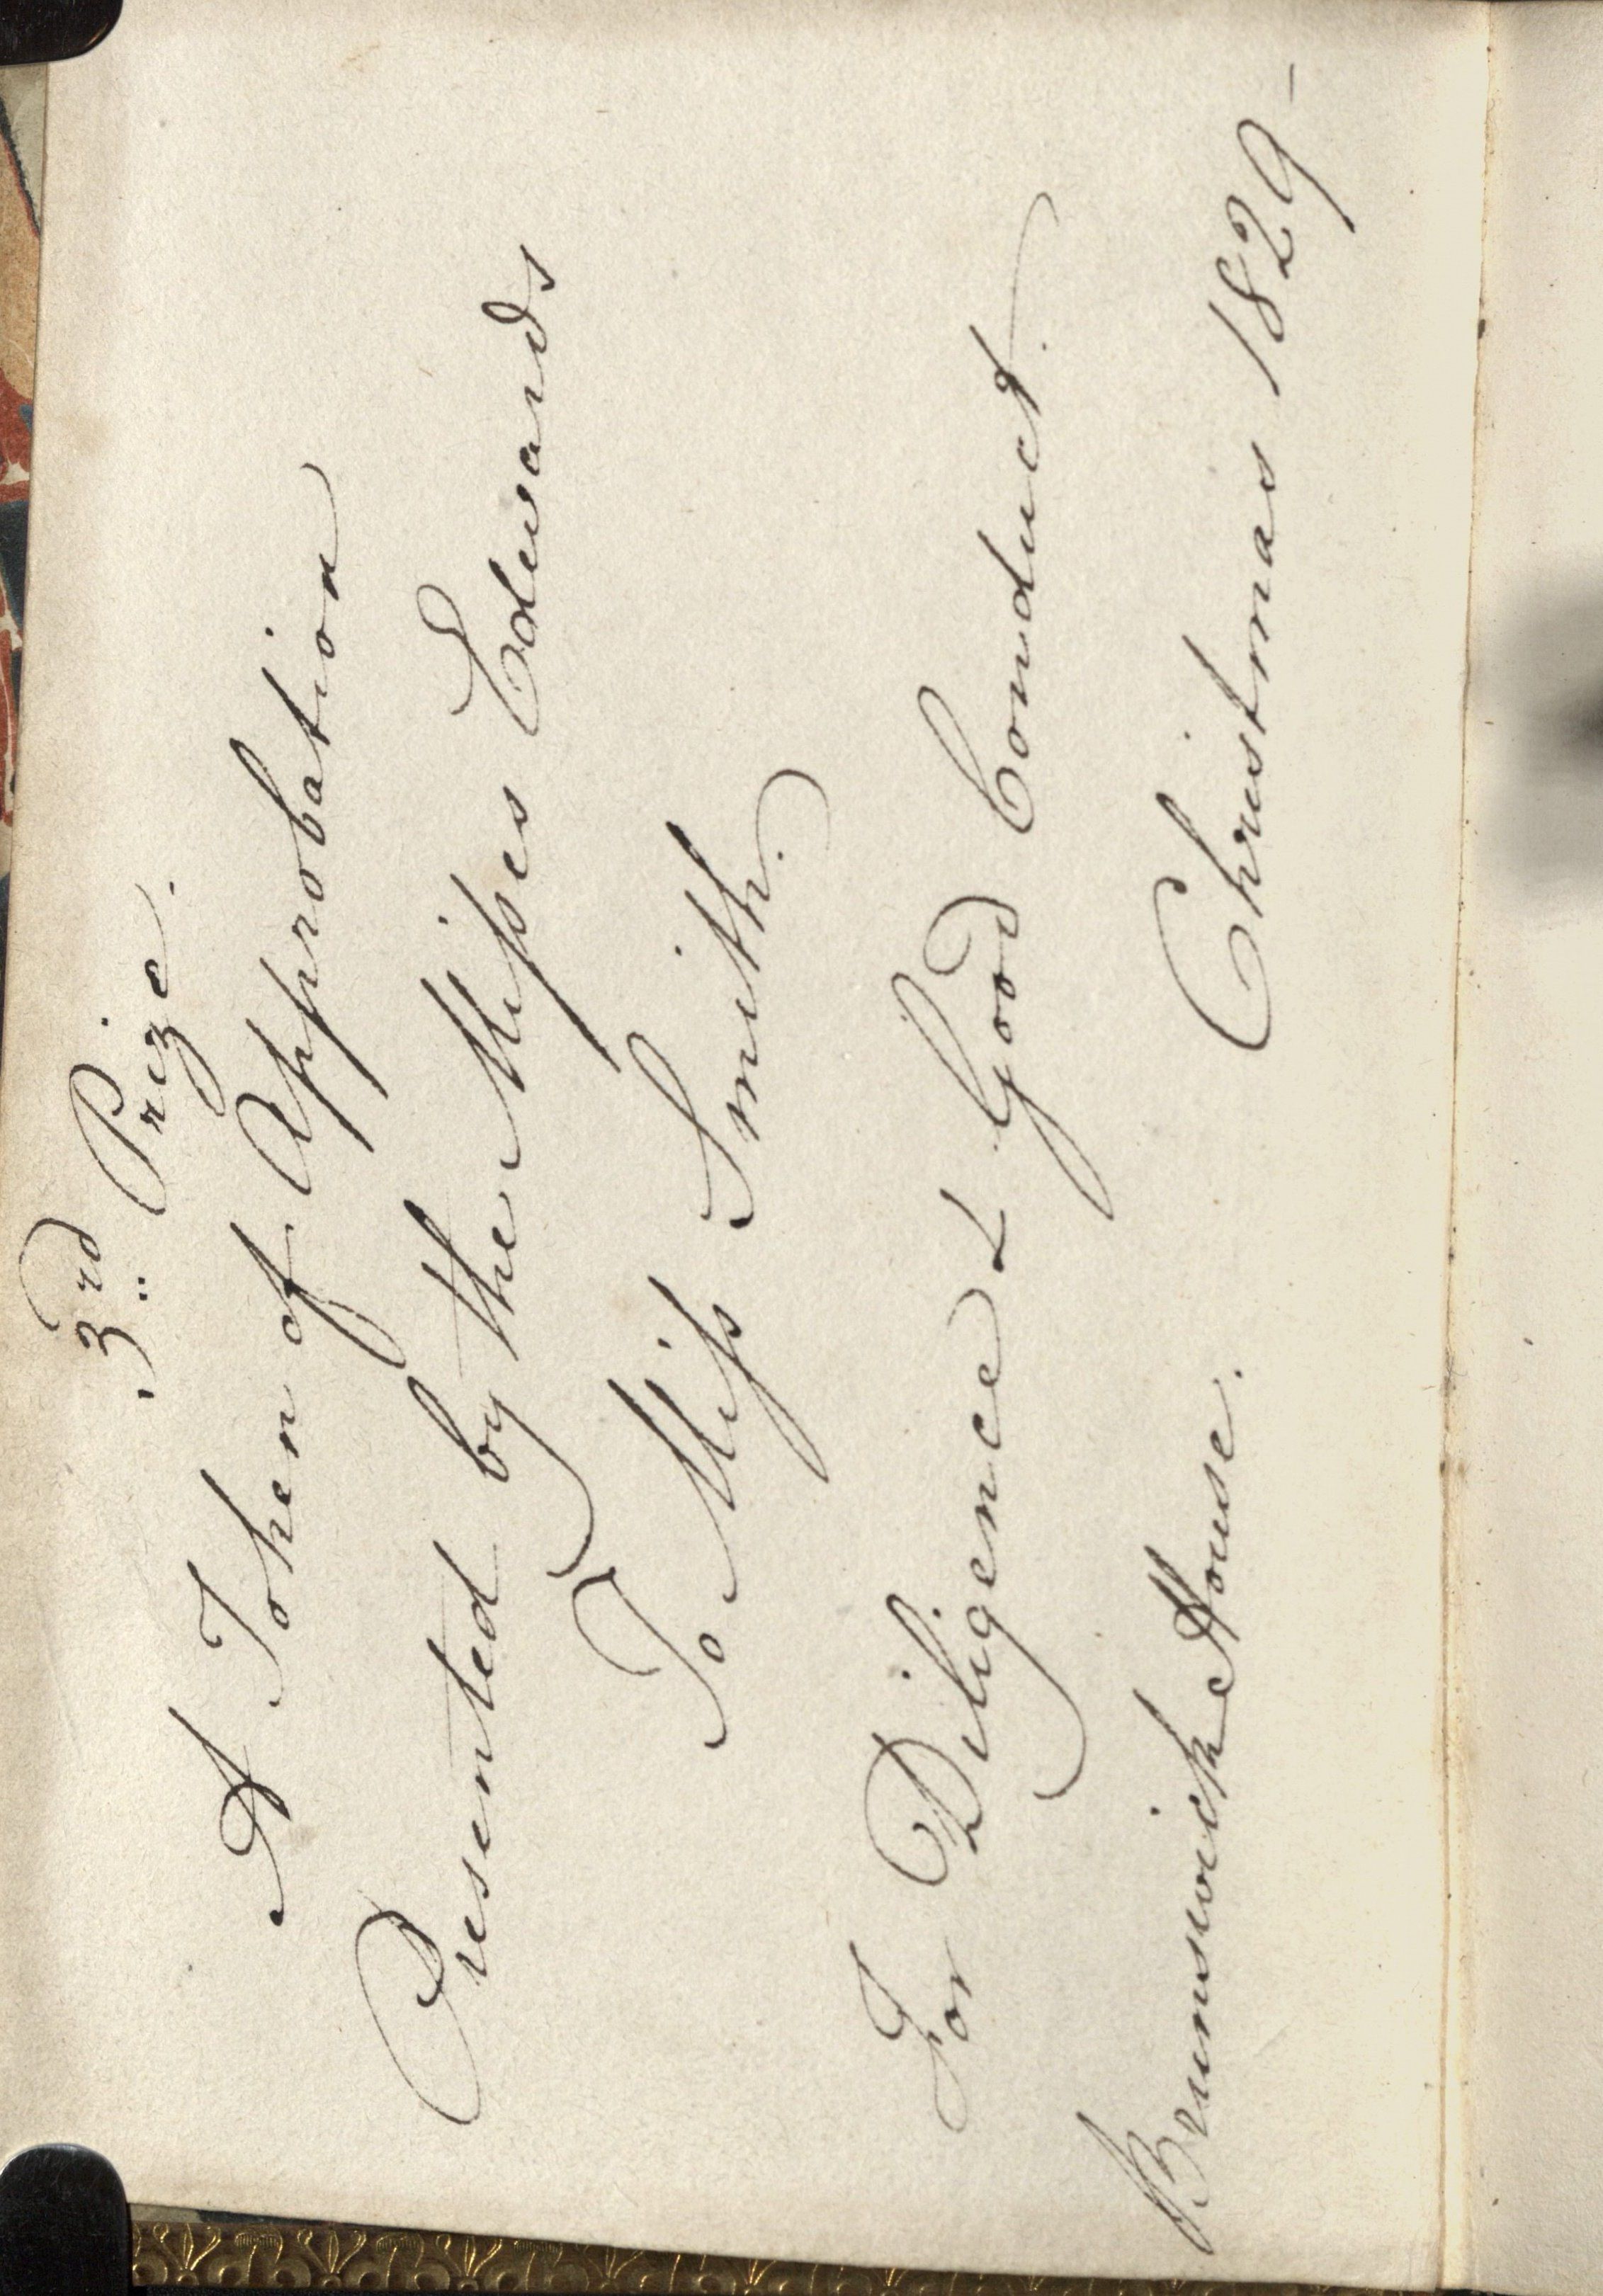 3rd Prize.
A Token of Approbation
Presented by the Miſses Edwards
To Miſs Smith.
For Diligence & Good Conduct.
Brunswick House.
Christmas 1829-